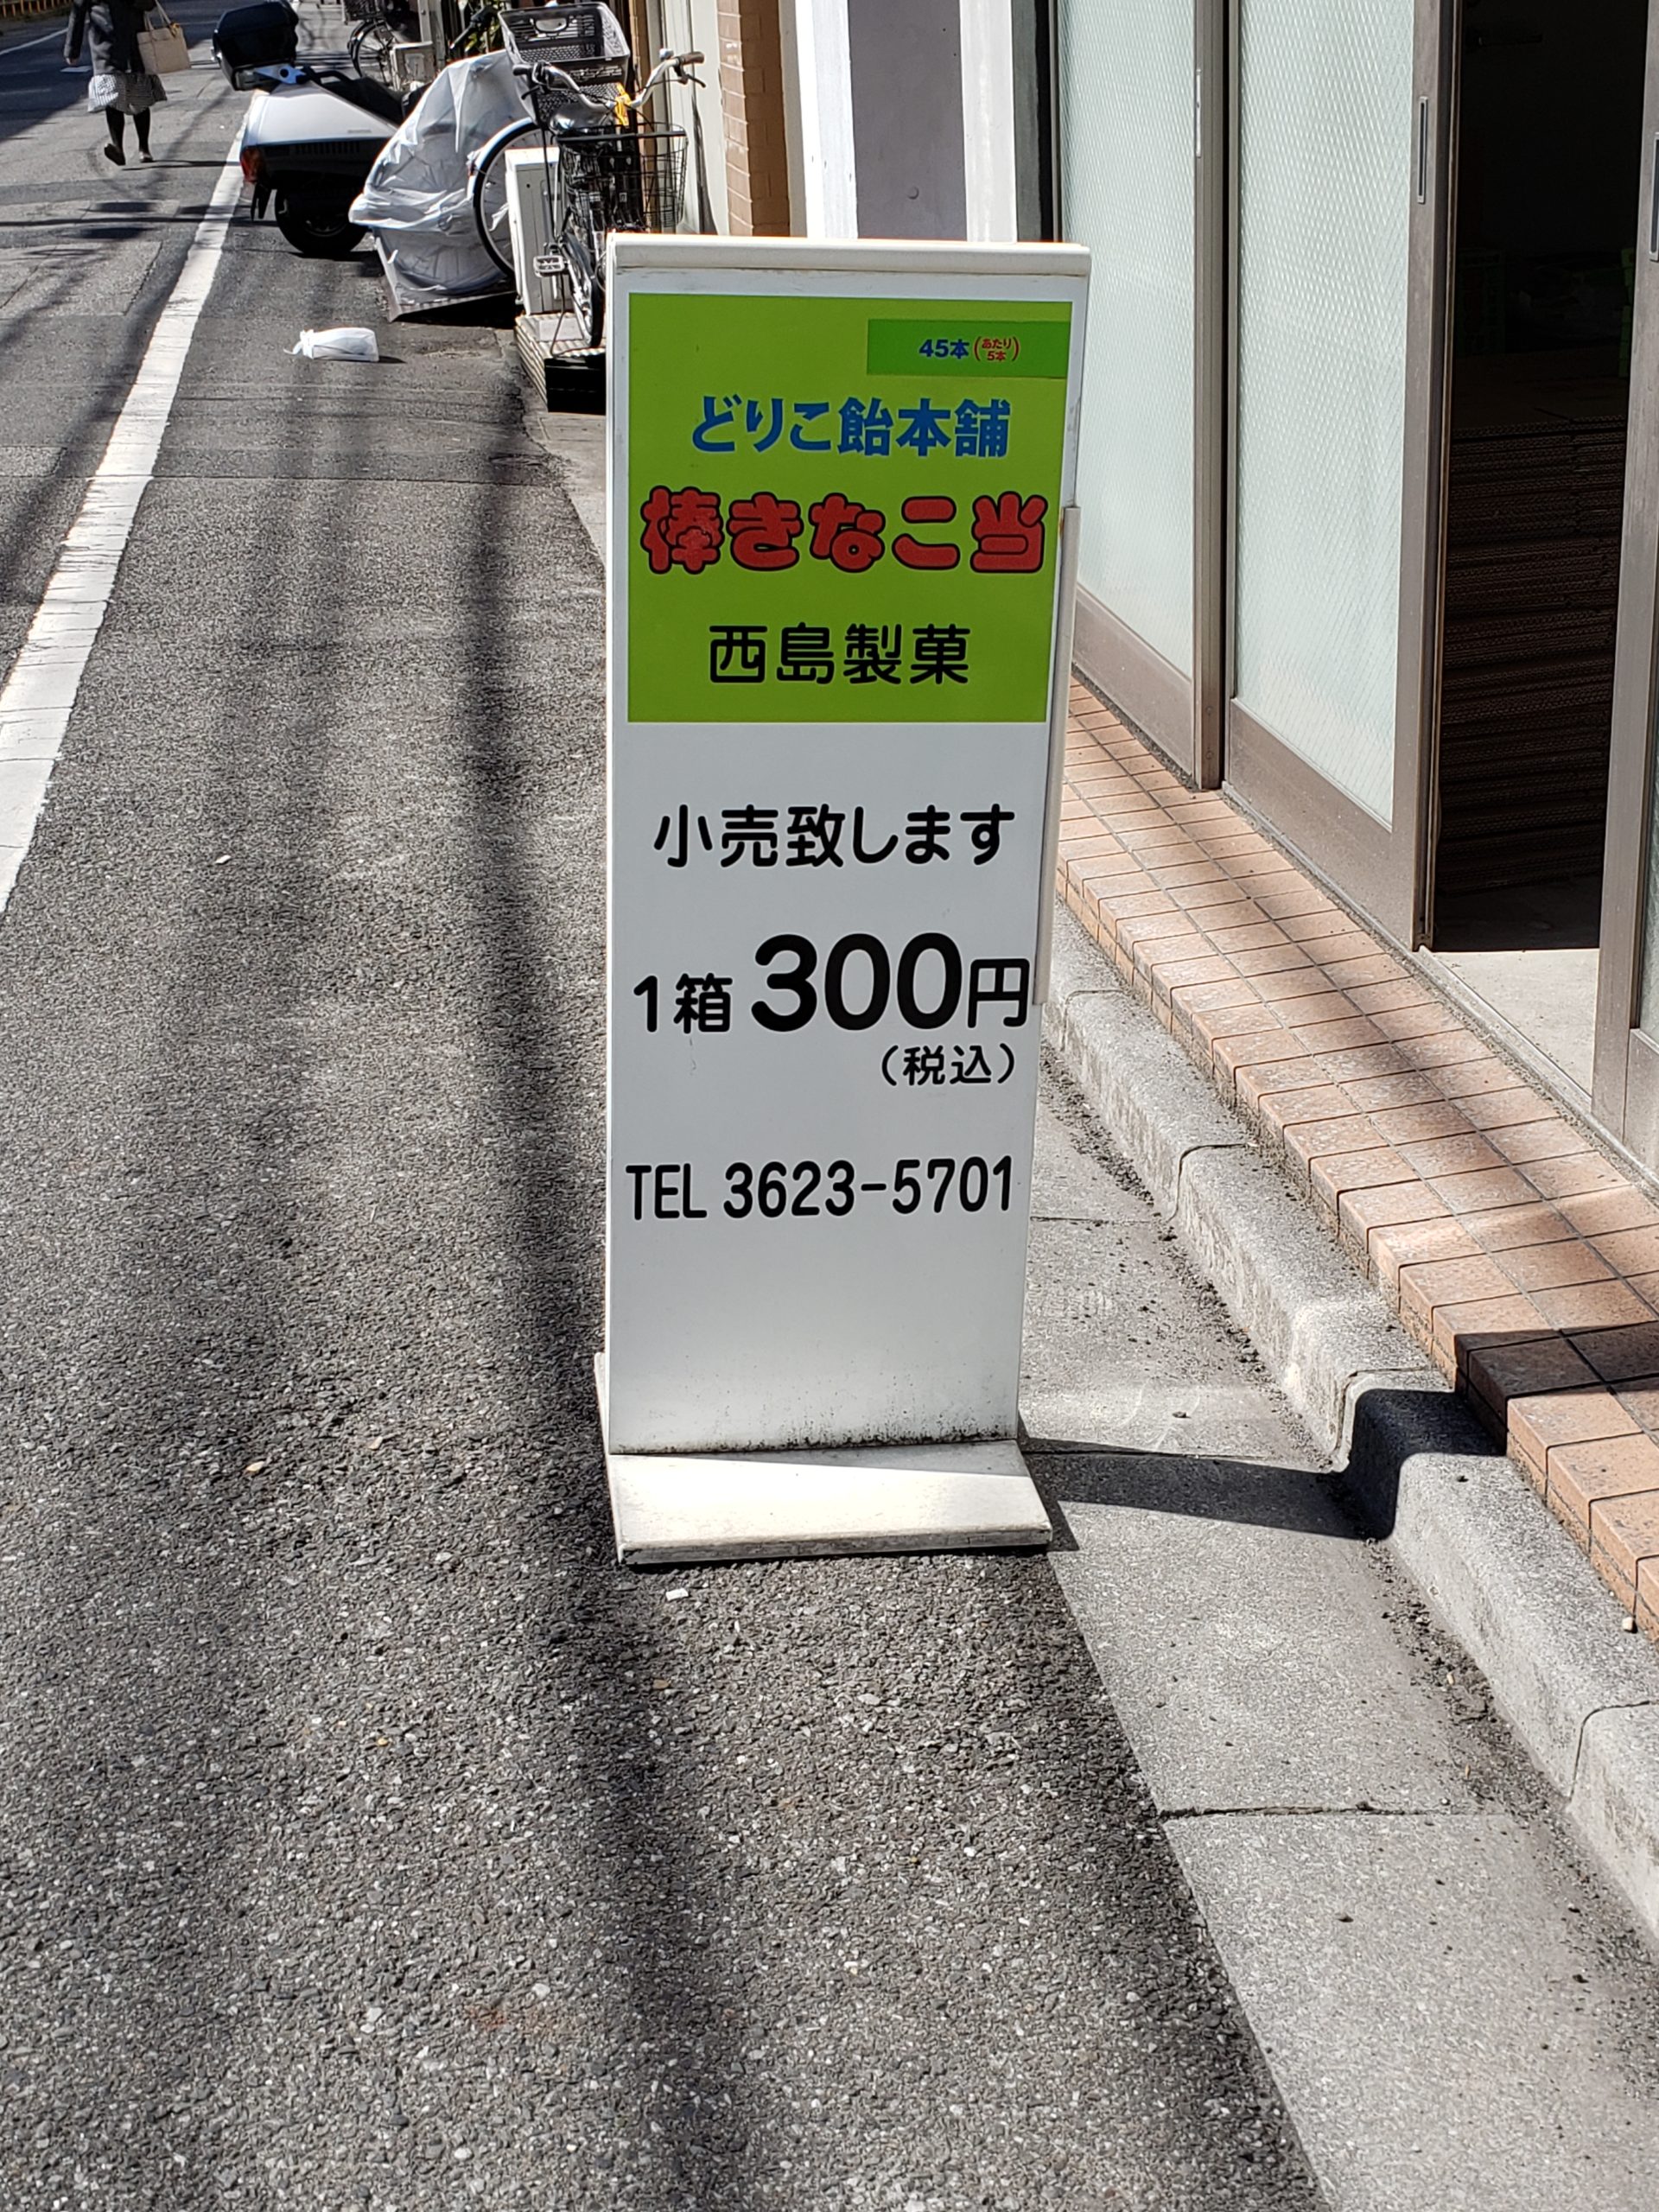 45本(あたり5本)
どりこ飴本舗
棒きなこ当
西島製菓
小売致します
1箱 300円
(税込)
TEL 3623-5701